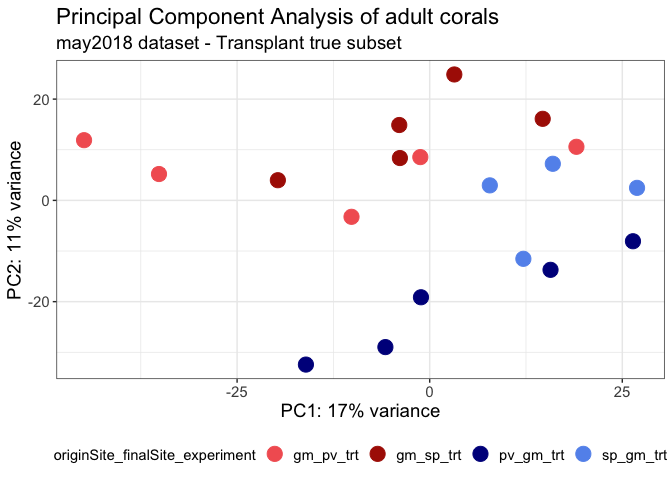 Principal Component Analysis of adult corals
may2018 dataset - Transplant true subset
PC2: 11% variance
20
0
-20
-25
0
25
PC1: 17% variance
originSite_finalSite_experiment gm_pv_trt gm_sp_trt pv_gm_trt sp_gm_trt